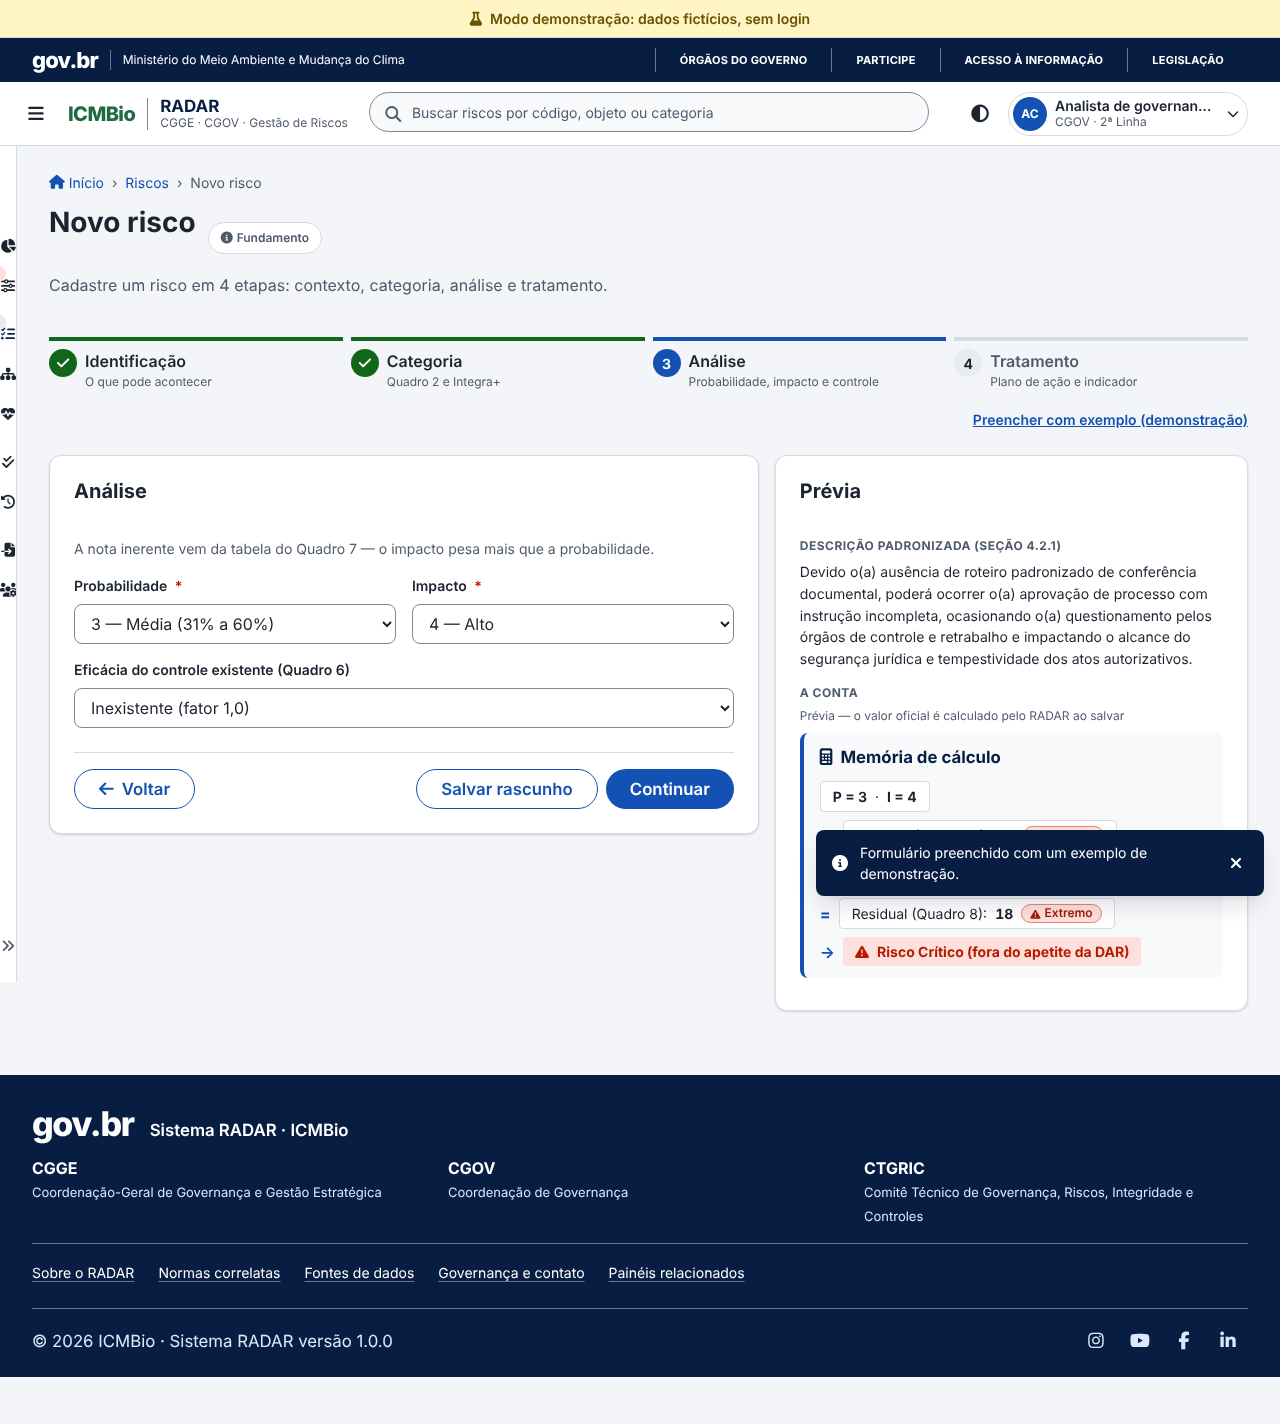 Modo demonstração: dados fictícios, sem login
gov.br
Ministério do Meio Ambiente e Mudança do Clima
ÓRGÃOS DO GOVERNO
PARTICIPE
ACESSO À INFORMAÇÃO
LEGISLAÇÃO
ICMBio
RADAR
CGGE · CGOV · Gestão de Riscos
Buscar riscos por código, objeto ou categoria
AC
Analista de governan...
CGOV · 2ª Linha
Início › Riscos › Novo risco
Novo risco
Fundamento
Cadastre um risco em 4 etapas: contexto, categoria, análise e tratamento.
Identificação
O que pode acontecer
Categoria
Quadro 2 e Integra+
3
Análise
Probabilidade, impacto e controle
4
Tratamento
Plano de ação e indicador
Preencher com exemplo (demonstração)
Análise
A nota inerente vem da tabela do Quadro 7 — o impacto pesa mais que a probabilidade.
Probabilidade *
3 — Média (31% a 60%)
Impacto *
4 — Alto
Eficácia do controle existente (Quadro 6)
Inexistente (fator 1,0)
Voltar
Salvar rascunho
Continuar
Prévia
DESCRIÇÃO PADRONIZADA (SEÇÃO 4.2.1)
Devido o(a) ausência de roteiro padronizado de conferência
documental, poderá ocorrer o(a) aprovação de processo com
instrução incompleta, ocasionando o(a) questionamento pelos
órgãos de controle e retrabalho e impactando o alcance do
segurança jurídica e tempestividade dos atos autorizativos.
A CONTA
Prévia — o valor oficial é calculado pelo RADAR ao salvar
Memória de cálculo
P = 3 · I = 4
Formulário preenchido com um exemplo de
demonstração.
= Residual (Quadro 8): 18 Extremo
→ Risco Crítico (fora do apetite da DAR)
gov.br
Sistema RADAR · ICMBio
CGGE
Coordenação-Geral de Governança e Gestão Estratégica
CGOV
Coordenação de Governança
CTGRIC
Comitê Técnico de Governança, Riscos, Integridade e
Controles
Sobre o RADAR
Normas correlatas
Fontes de dados
Governança e contato
Painéis relacionados
© 2026 ICMBio · Sistema RADAR versão 1.0.0